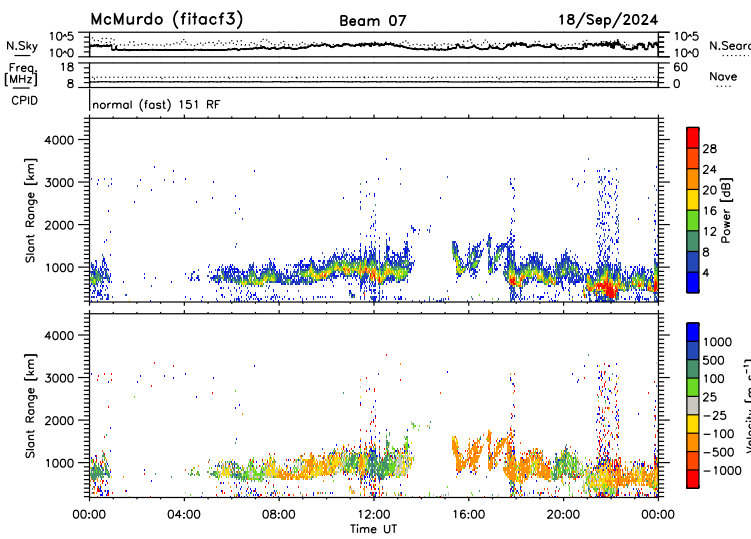 McMurdo (fitacf3) Beam 07 18/Sep/2024
N.Sky 10^5 10^0 10^5 10^0 N.Sear
Freq. [MHz] 18 8 60 0 Nave
CPID normal (fast) 151 RF
Slant Range [km] 4000 3000 2000 1000
Power [dB] 28 24 20 16 12 8 4
Slant Range [km] 4000 3000 2000 1000
Velocity [m s^-1] 1000 500 100 25 -25 -100 -500 -1000
00:00 04:00 08:00 12:00 16:00 20:00 00:00
Time UT